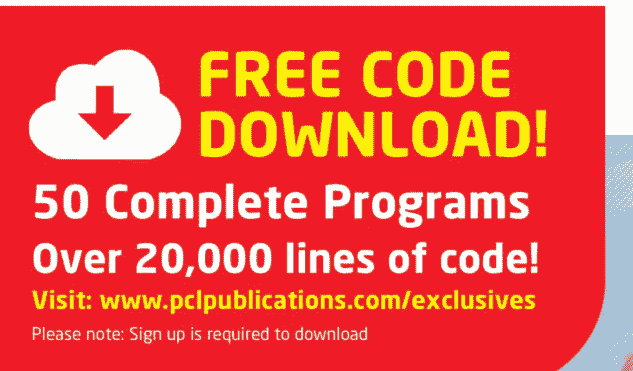 FREE CODE
DOWNLOAD!
50 Complete Programs
Over 20,000 lines of code!
Visit: www.pclpublications.com/exclusives
Please note: Sign up is required to download